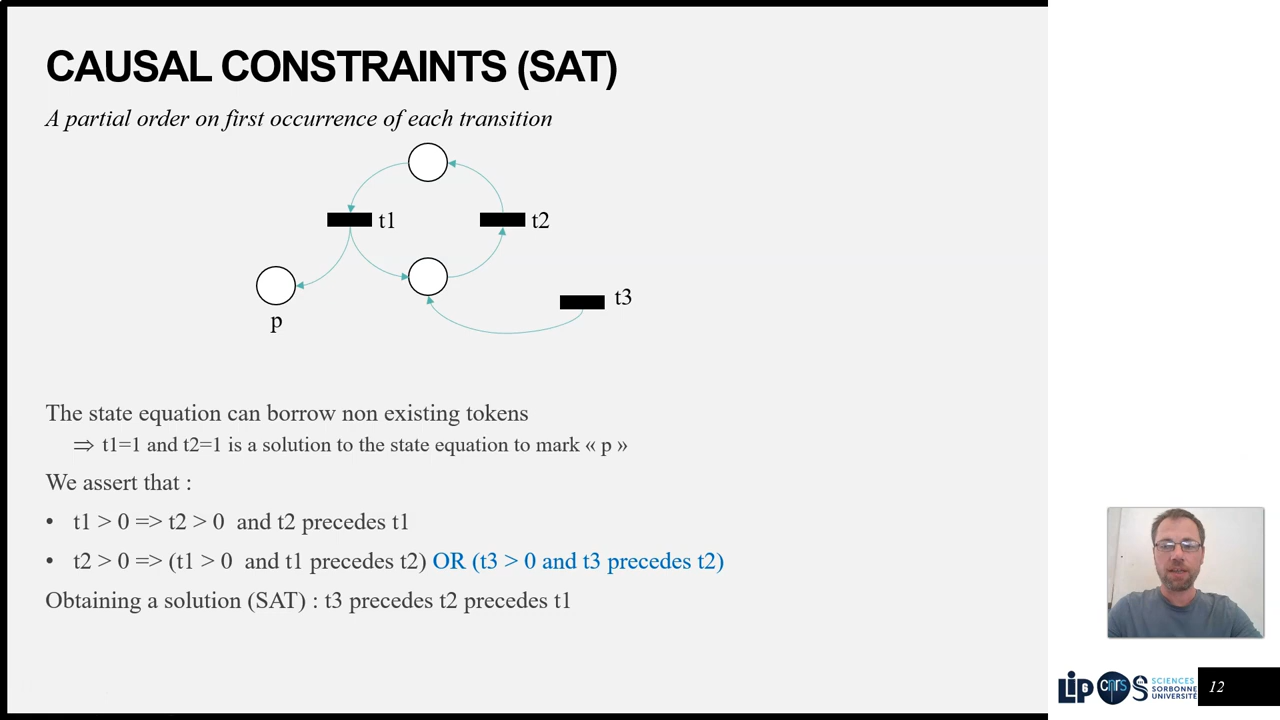 CAUSAL CONSTRAINTS (SAT)
A partial order on first occurrence of each transition
t1
t2
t3
p
The state equation can borrow non existing tokens
⇒ t1=1 and t2=1 is a solution to the state equation to mark « p »
We assert that :
• t1 > 0 => t2 > 0 and t2 precedes t1
• t2 > 0 => (t1 > 0 and t1 precedes t2) OR (t3 > 0 and t3 precedes t2)
Obtaining a solution (SAT) : t3 precedes t2 precedes t1
LIP6
cnrs
S
SCIENCES
SORBONNE
UNIVERSITÉ
12